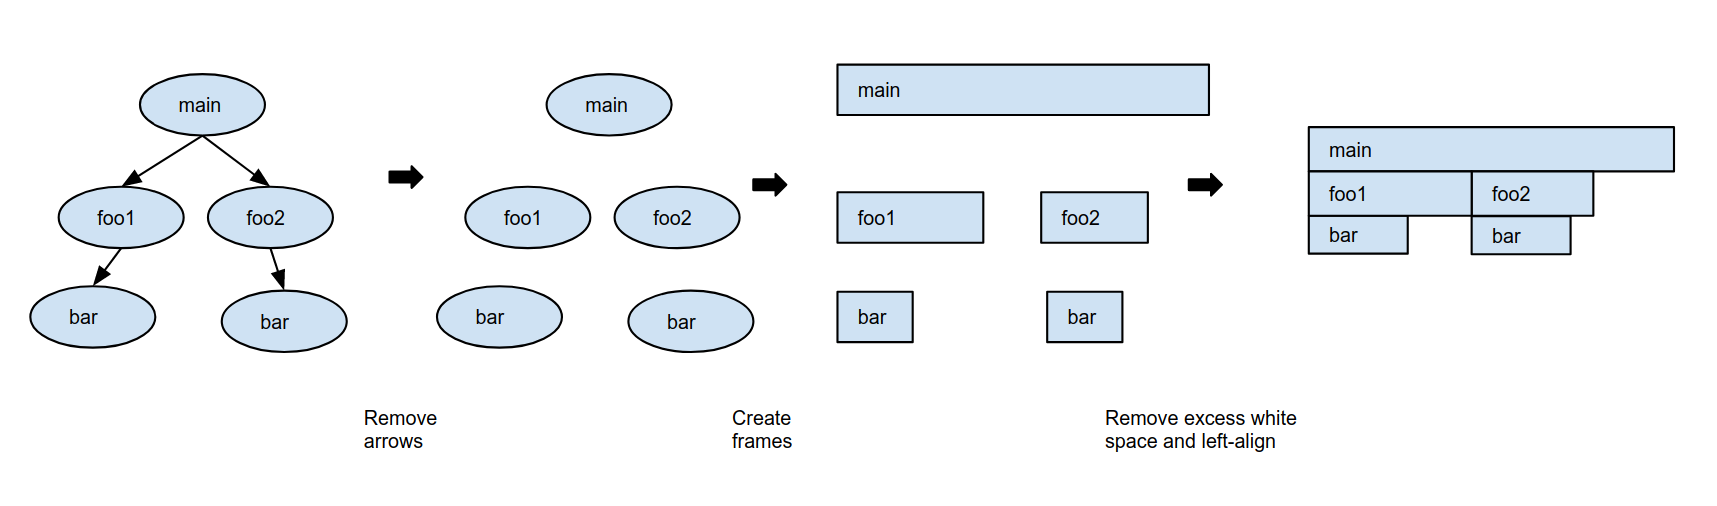 main
foo1
foo2
bar
bar
main
foo1
foo2
bar
bar
main
foo1
foo2
bar
bar
main
foo1
foo2
bar
bar
Remove
arrows
Create
frames
Remove excess white
space and left-align